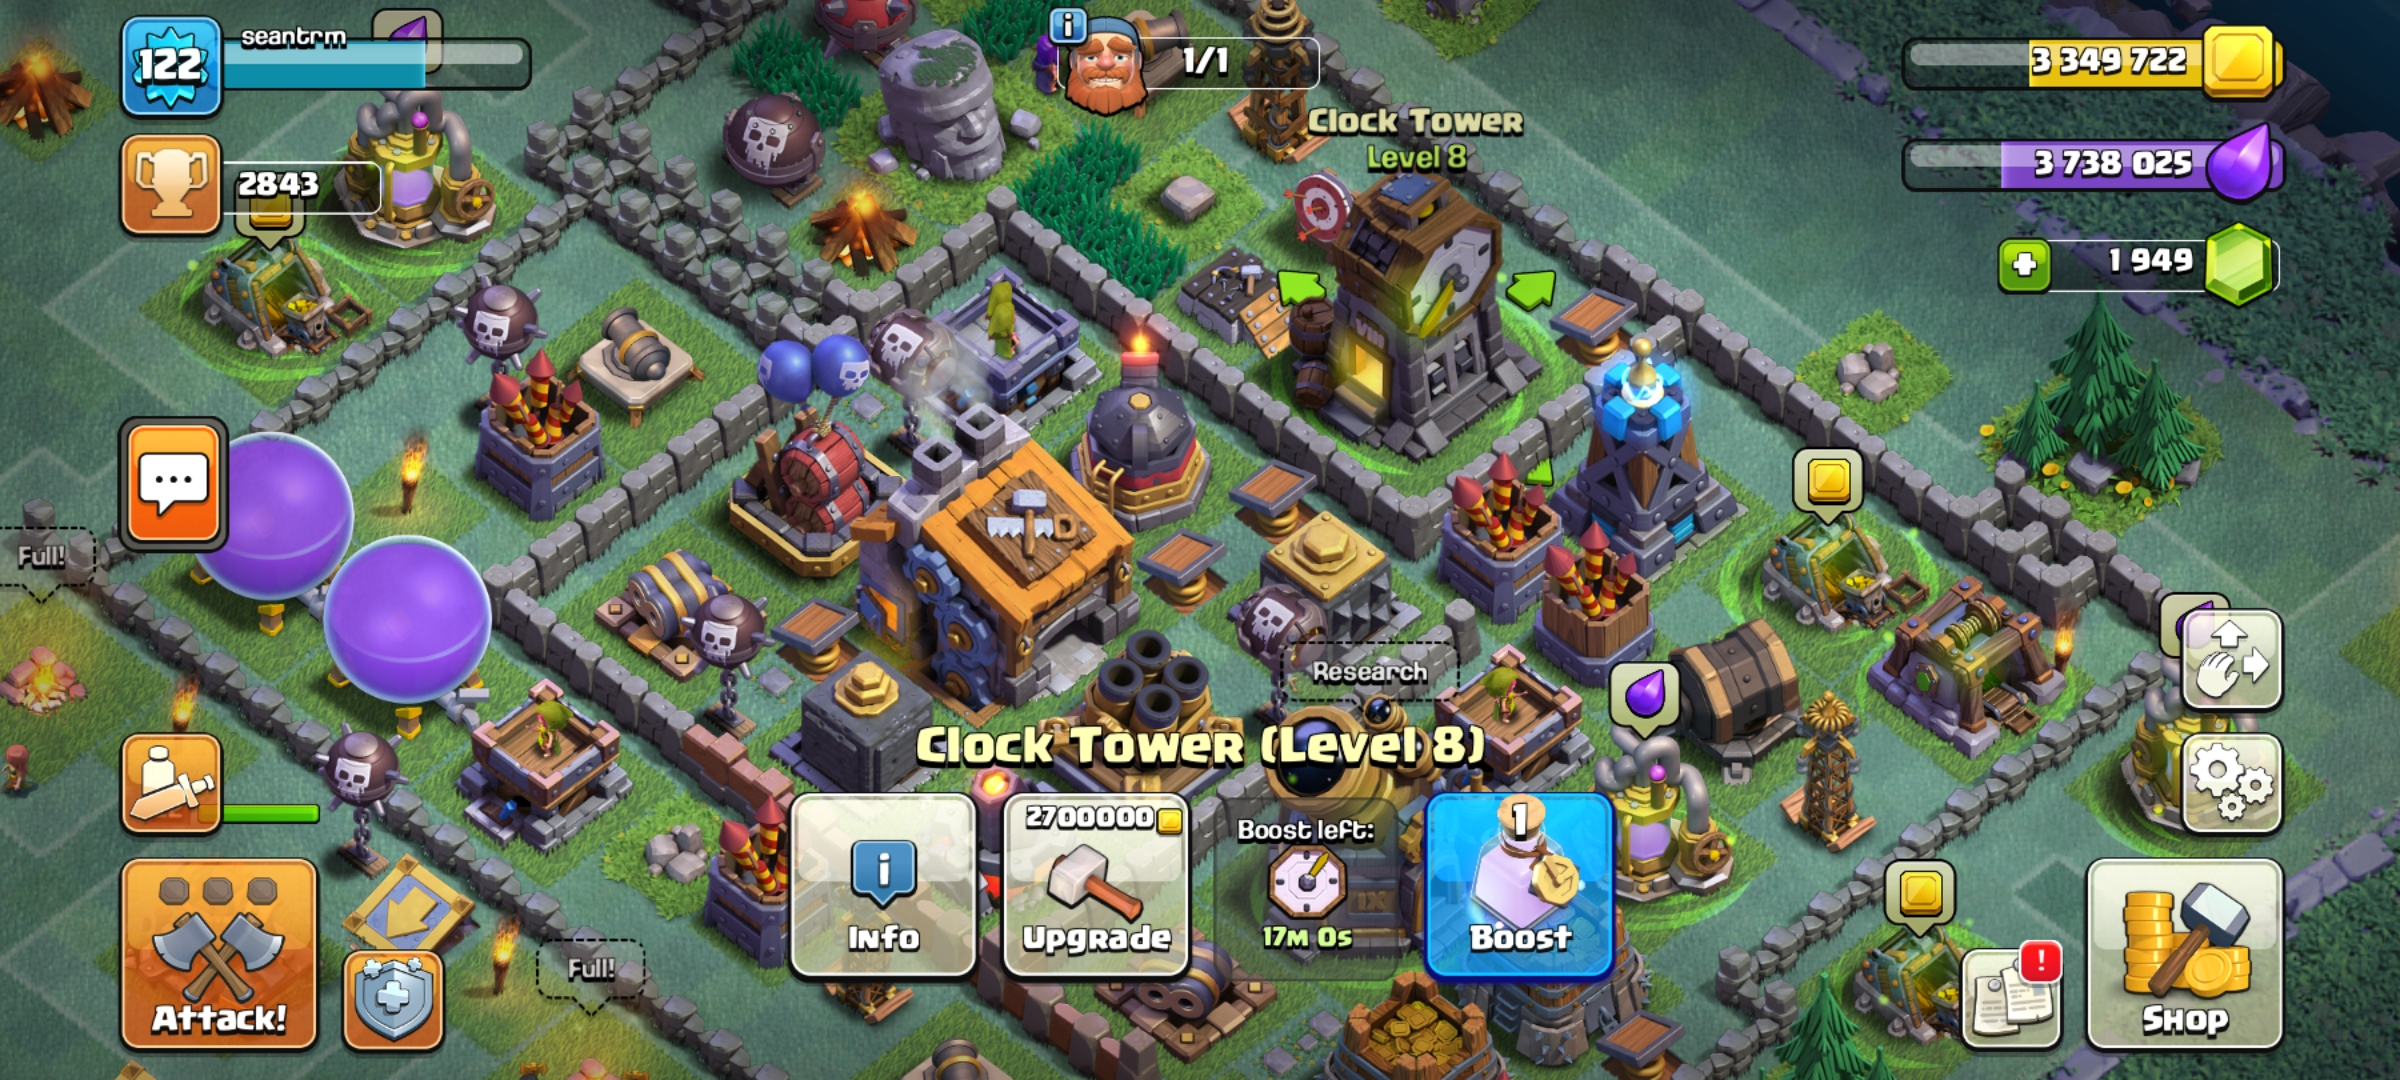 122
seantrm
1/1
3 349 722
Clock Tower
Level 8
3 738 025
2843
1 949
VIII
Full!
Research
Clock Tower (Level 8)
2700000
Boost left:
1
Info
Upgrade
17m 0s
Boost
Full!
Attack!
!
Shop